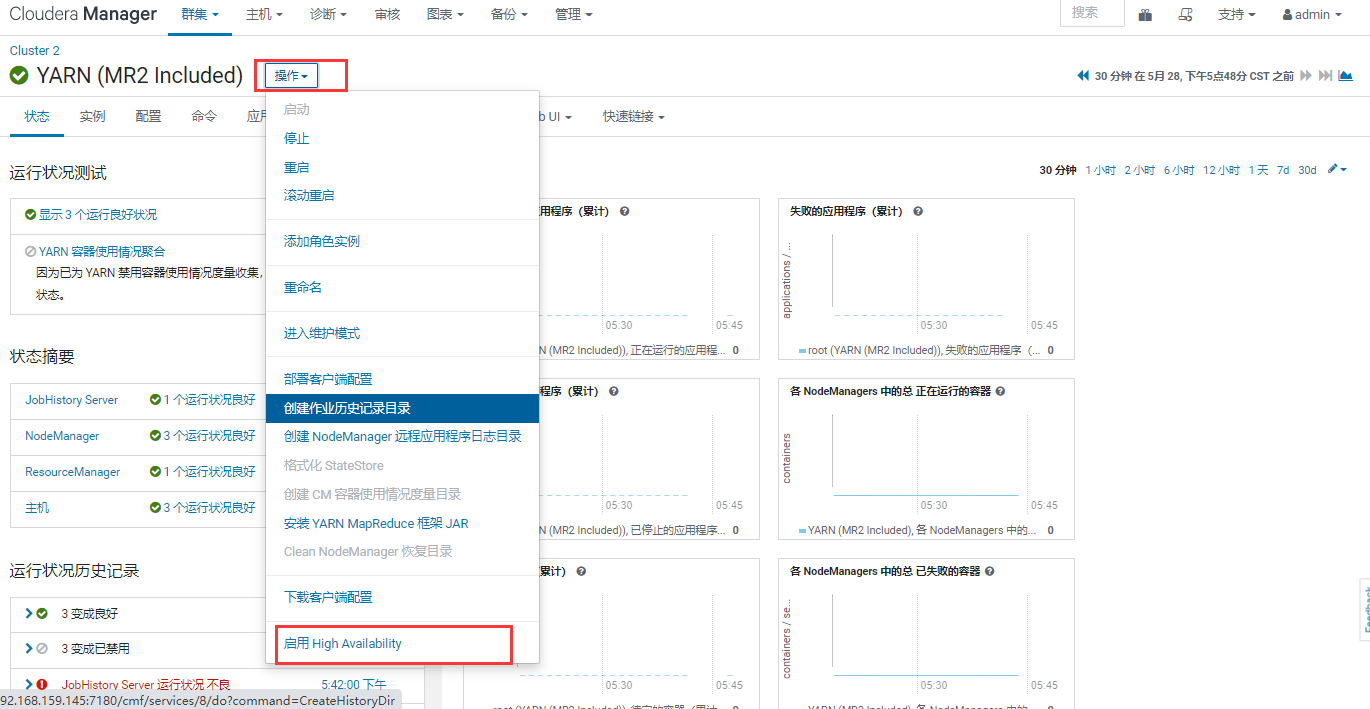 Cloudera Manager 群集 主机 诊断 审核 图表 备份 管理 搜索 支持 admin
Cluster 2
YARN (MR2 Included) 操作 30 分钟 在 5月 28, 下午5点48分 CST 之前
状态 实例 配置 命令 b UI 快速链接
启动
停止
重启
滚动重启
添加角色实例
重命名
进入维护模式
部署客户端配置
创建作业历史记录目录
创建 NodeManager 远程应用程序日志目录
格式化 StateStore
创建 CM 容器使用情况度量目录
安装 YARN MapReduce 框架 JAR
Clean NodeManager 恢复目录
下载客户端配置
启用 High Availability
运行状况测试
显示 3 个运行良好状况
YARN 容器使用情况聚合
因为已为 YARN 禁用容器使用情况度量收集,
状态。
状态摘要
JobHistory Server 1 个运行状况良好
NodeManager 3 个运行状况良好
ResourceManager 1 个运行状况良好
主机 3 个运行状况良好
运行状况历史记录
3 变成良好
3 变成已禁用
JobHistory Server 运行状况 不良 5:42:00 下午
92.168.159.145:7180/cmf/services/8/do?command=CreateHistoryDir
30 分钟 1 小时 2 小时 6 小时 12 小时 1 天 7d 30d
用程序（累计）
05:30 05:45
N (MR2 Included)), 正在运行的应用程... 0
失败的应用程序（累计）
applications / ...
05:30 05:45
root (YARN (MR2 Included)), 失败的应用程序（... 0
程序（累计）
05:30 05:45
N (MR2 Included)), 已停止的应用程序... 0
各 NodeManagers 中的总 正在运行的容器
containers
05:30 05:45
YARN (MR2 Included), 各 NodeManagers 中的... 0
累计）
05:30 05:45
各 NodeManagers 中的总 已失败的容器
containers / se...
05:30 05:45
Feedback